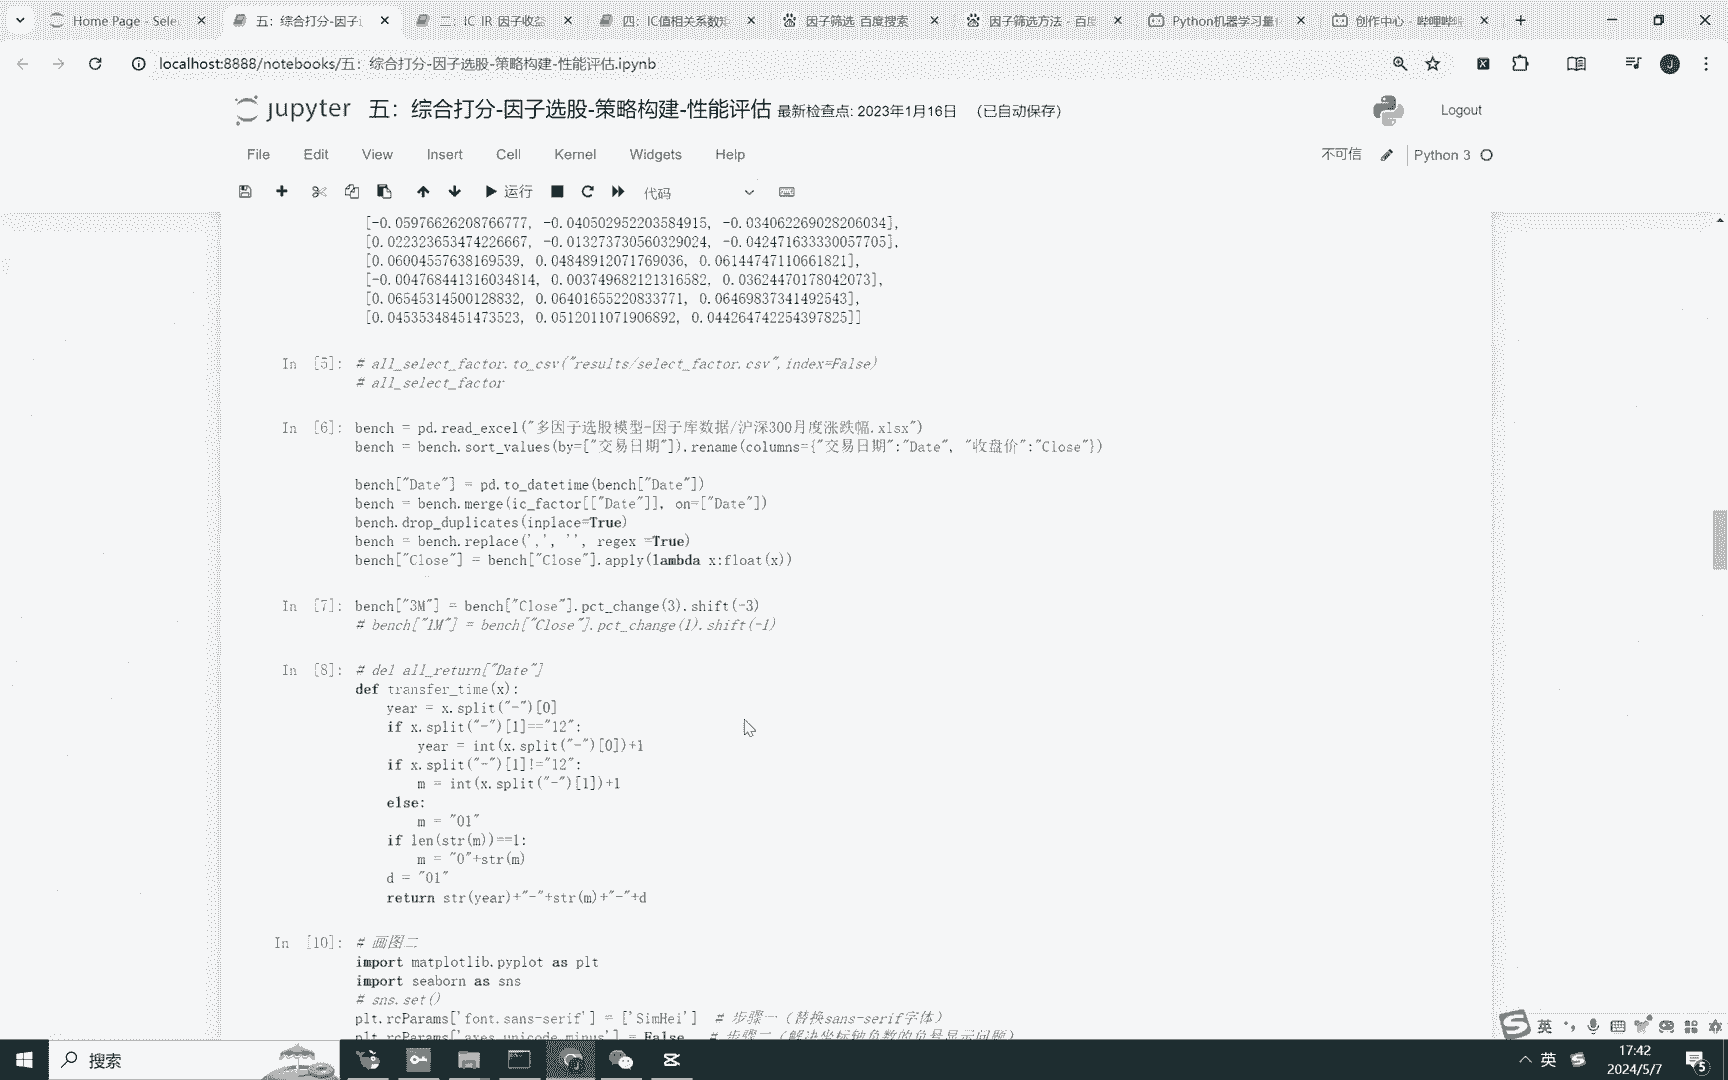 Home Page - Sele
五：综合打分-因子
二：IC IR 因子收益
四：IC值相关系数矩
因子筛选_百度搜索
因子筛选方法 - 百度
Python机器学习量
创作中心 - 哔哩哔哩
localhost:8888/notebooks/五：综合打分-因子选股-策略构建-性能评估.ipynb
J
jupyter 五：综合打分-因子选股-策略构建-性能评估 最新检查点: 2023年1月16日 (已自动保存)
Logout
File Edit View Insert Cell Kernel Widgets Help
不可信 Python 3
运行 代码
[-0.05976626208766777, -0.040502952203584915, -0.034062269028206034],
[0.022323653474226667, -0.013273730560329024, -0.042471633330057705],
[0.06004557638169539, 0.04848912071769036, 0.06144747110661821],
[-0.004768441316034814, 0.003749682121316582, 0.03624470178042073],
[0.06545314500128832, 0.06401655220833771, 0.06469837341492543],
[0.04535348451473523, 0.0512011071906892, 0.044264742254397825]]
In [5]: # all_select_factor.to_csv("results/select_factor.csv",index=False)
# all_select_factor
In [6]: bench = pd.read_excel("多因子选股模型-因子库数据/沪深300月度涨跌幅.xlsx")
bench = bench.sort_values(by=["交易日期"]).rename(columns={"交易日期":"Date", "收盘价":"Close"})
bench["Date"] = pd.to_datetime(bench["Date"])
bench = bench.merge(ic_factor[["Date"]], on=["Date"])
bench.drop_duplicates(inplace=True)
bench = bench.replace(',', '', regex =True)
bench["Close"] = bench["Close"].apply(lambda x:float(x))
In [7]: bench["3M"] = bench["Close"].pct_change(3).shift(-3)
# bench["1M"] = bench["Close"].pct_change(1).shift(-1)
In [8]: # del all_return["Date"]
def transfer_time(x):
year = x.split("-")[0]
if x.split("-")[1]=="12":
year = int(x.split("-")[0])+1
if x.split("-")[1]!="12":
m = int(x.split("-")[1])+1
else:
m = "01"
if len(str(m))==1:
m = "0"+str(m)
d = "01"
return str(year)+"-"+str(m)+"-"+d
In [10]: # 画图二
import matplotlib.pyplot as plt
import seaborn as sns
# sns.set()
plt.rcParams['font.sans-serif'] = ['SimHei'] # 步骤一（替换sans-serif字体）
plt.rcParams['axes.unicode_minus'] = False # 步骤二（解决坐标轴负数的负号显示问题）
英
搜索
英
17:42
2024/5/7
5